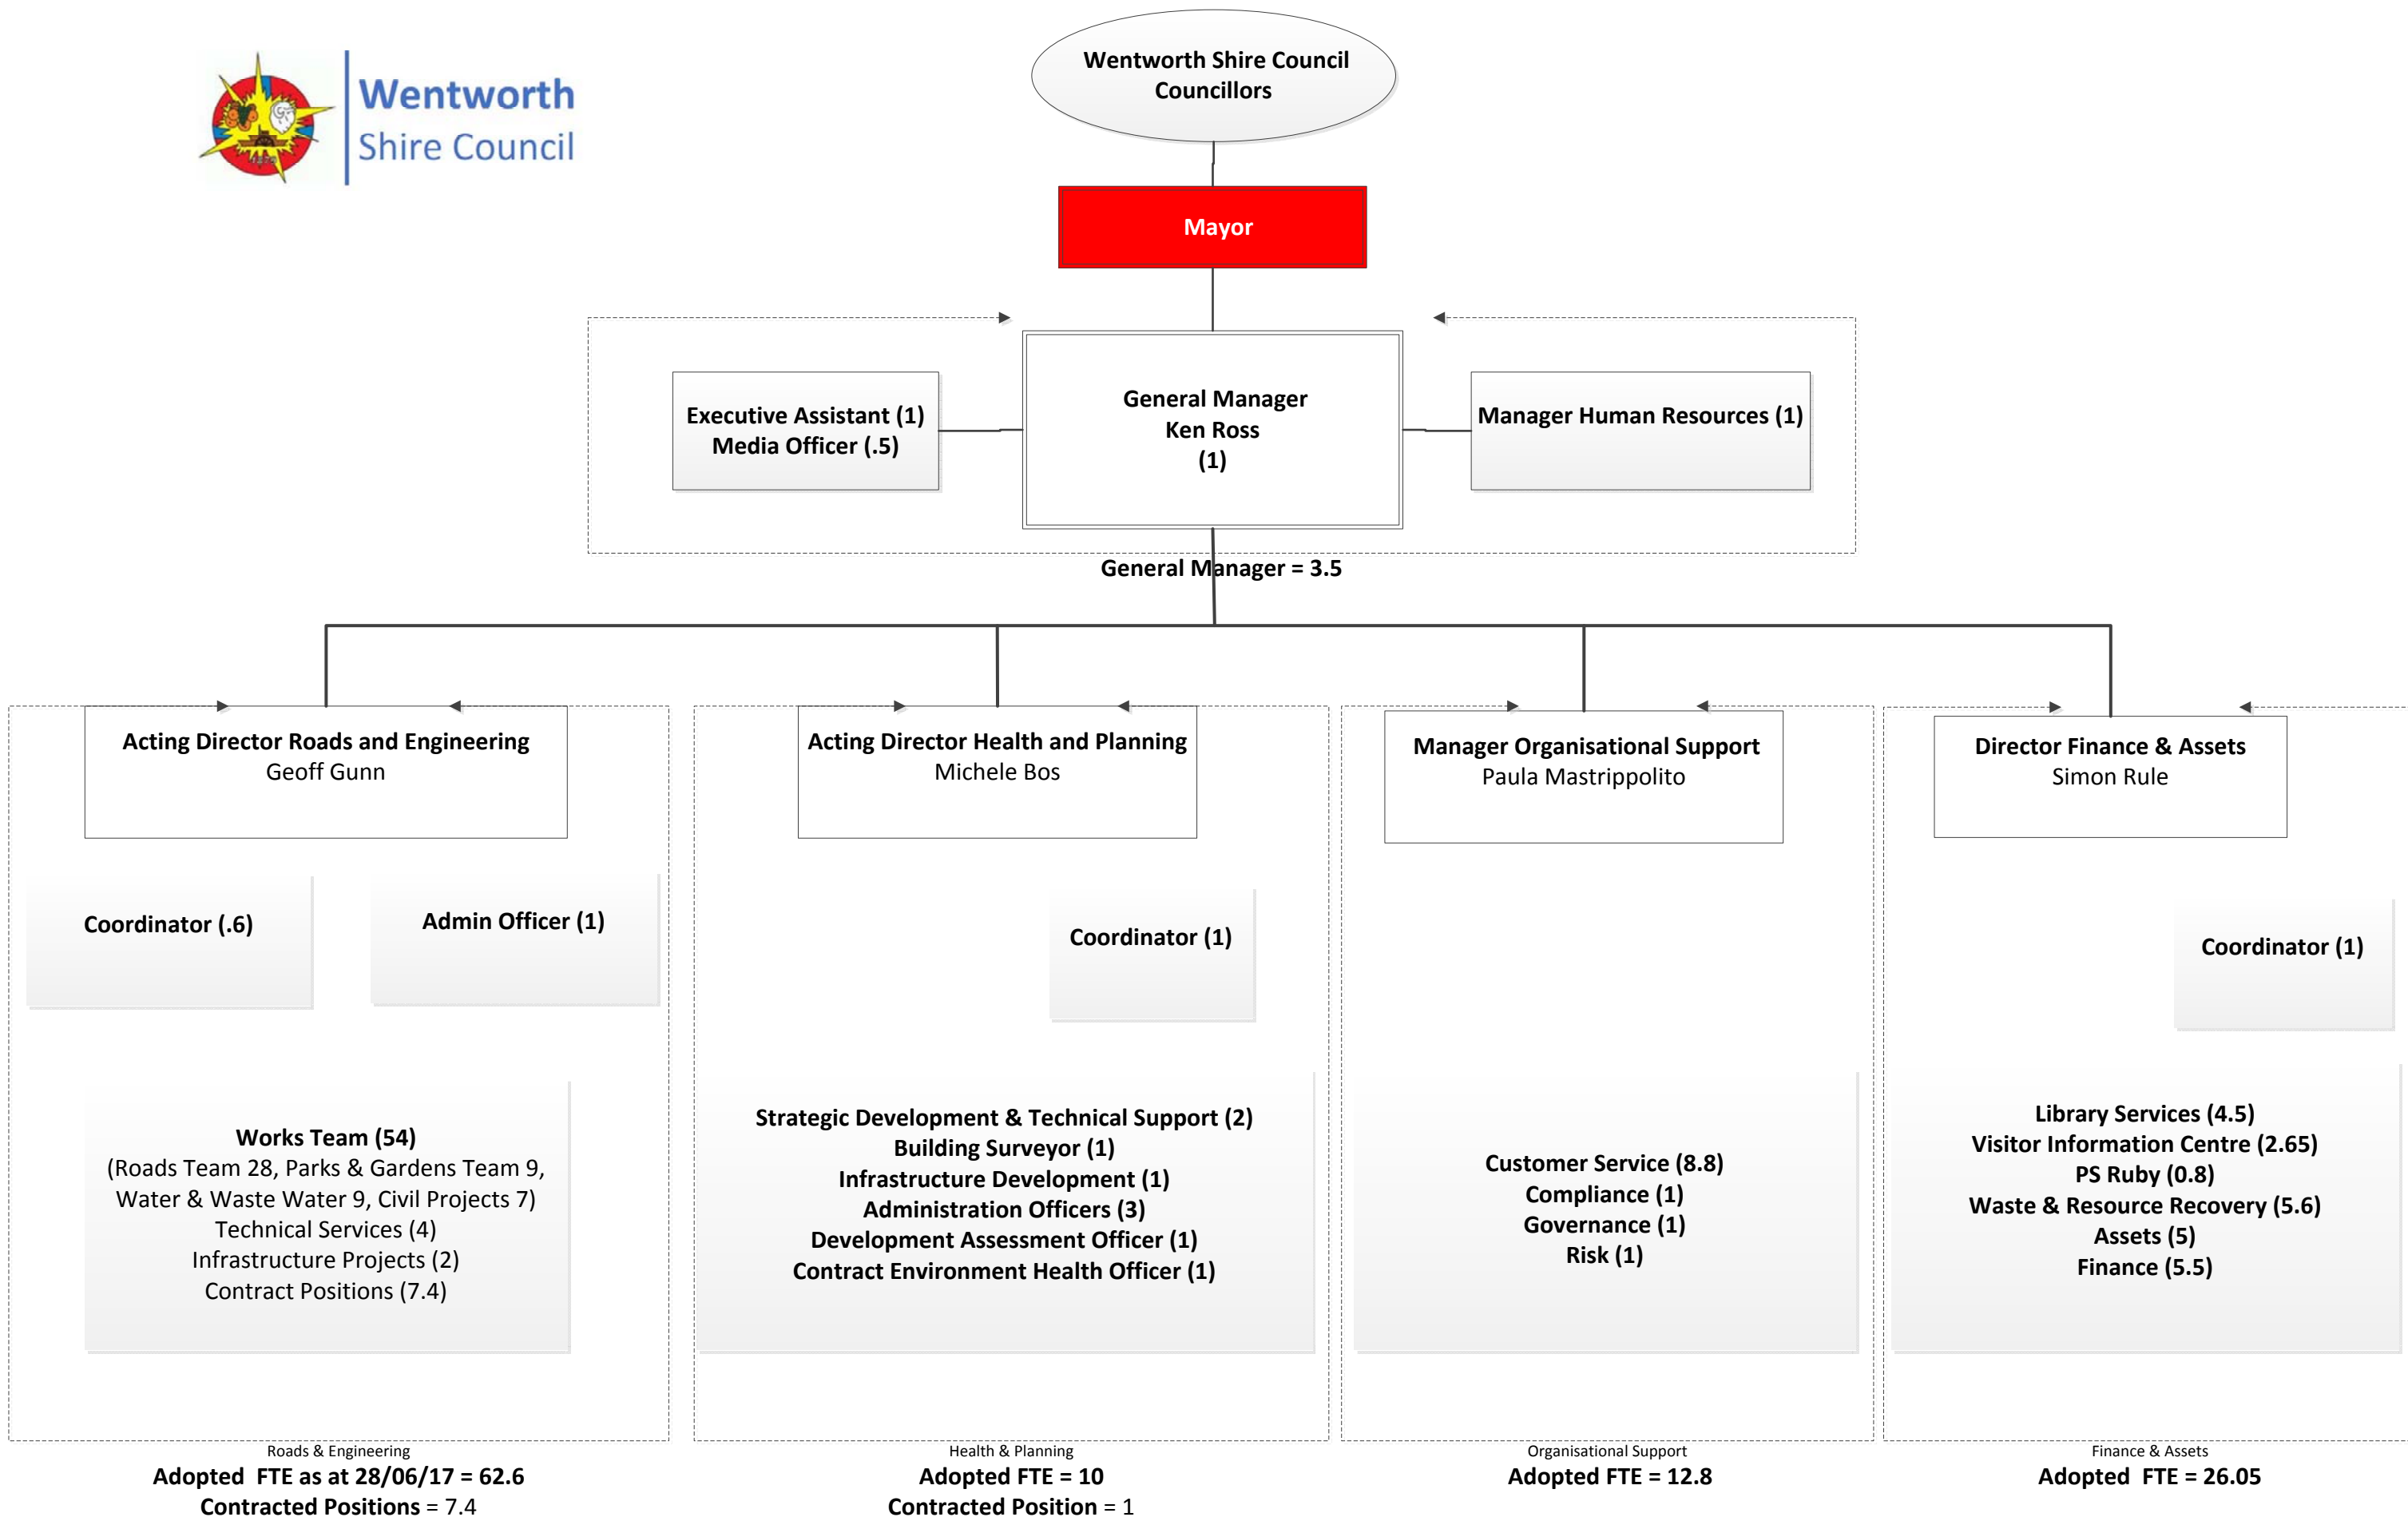 Wentworth
Shire Council
Wentworth Shire Council
Councillors
Mayor
Executive Assistant (1)
Media Officer (.5)
General Manager
Ken Ross
(1)
Manager Human Resources (1)
General Manager = 3.5
Acting Director Roads and Engineering
Geoff Gunn
Coordinator (.6)
Admin Officer (1)
Works Team (54)
(Roads Team 28, Parks & Gardens Team 9,
Water & Waste Water 9, Civil Projects 7)
Technical Services (4)
Infrastructure Projects (2)
Contract Positions (7.4)
Roads & Engineering
Adopted FTE as at 28/06/17 = 62.6
Contracted Positions = 7.4
Acting Director Health and Planning
Michele Bos
Coordinator (1)
Strategic Development & Technical Support (2)
Building Surveyor (1)
Infrastructure Development (1)
Administration Officers (3)
Development Assessment Officer (1)
Contract Environment Health Officer (1)
Health & Planning
Adopted FTE = 10
Contracted Position = 1
Manager Organisational Support
Paula Mastrippolito
Customer Service (8.8)
Compliance (1)
Governance (1)
Risk (1)
Organisational Support
Adopted FTE = 12.8
Director Finance & Assets
Simon Rule
Coordinator (1)
Library Services (4.5)
Visitor Information Centre (2.65)
PS Ruby (0.8)
Waste & Resource Recovery (5.6)
Assets (5)
Finance (5.5)
Finance & Assets
Adopted FTE = 26.05